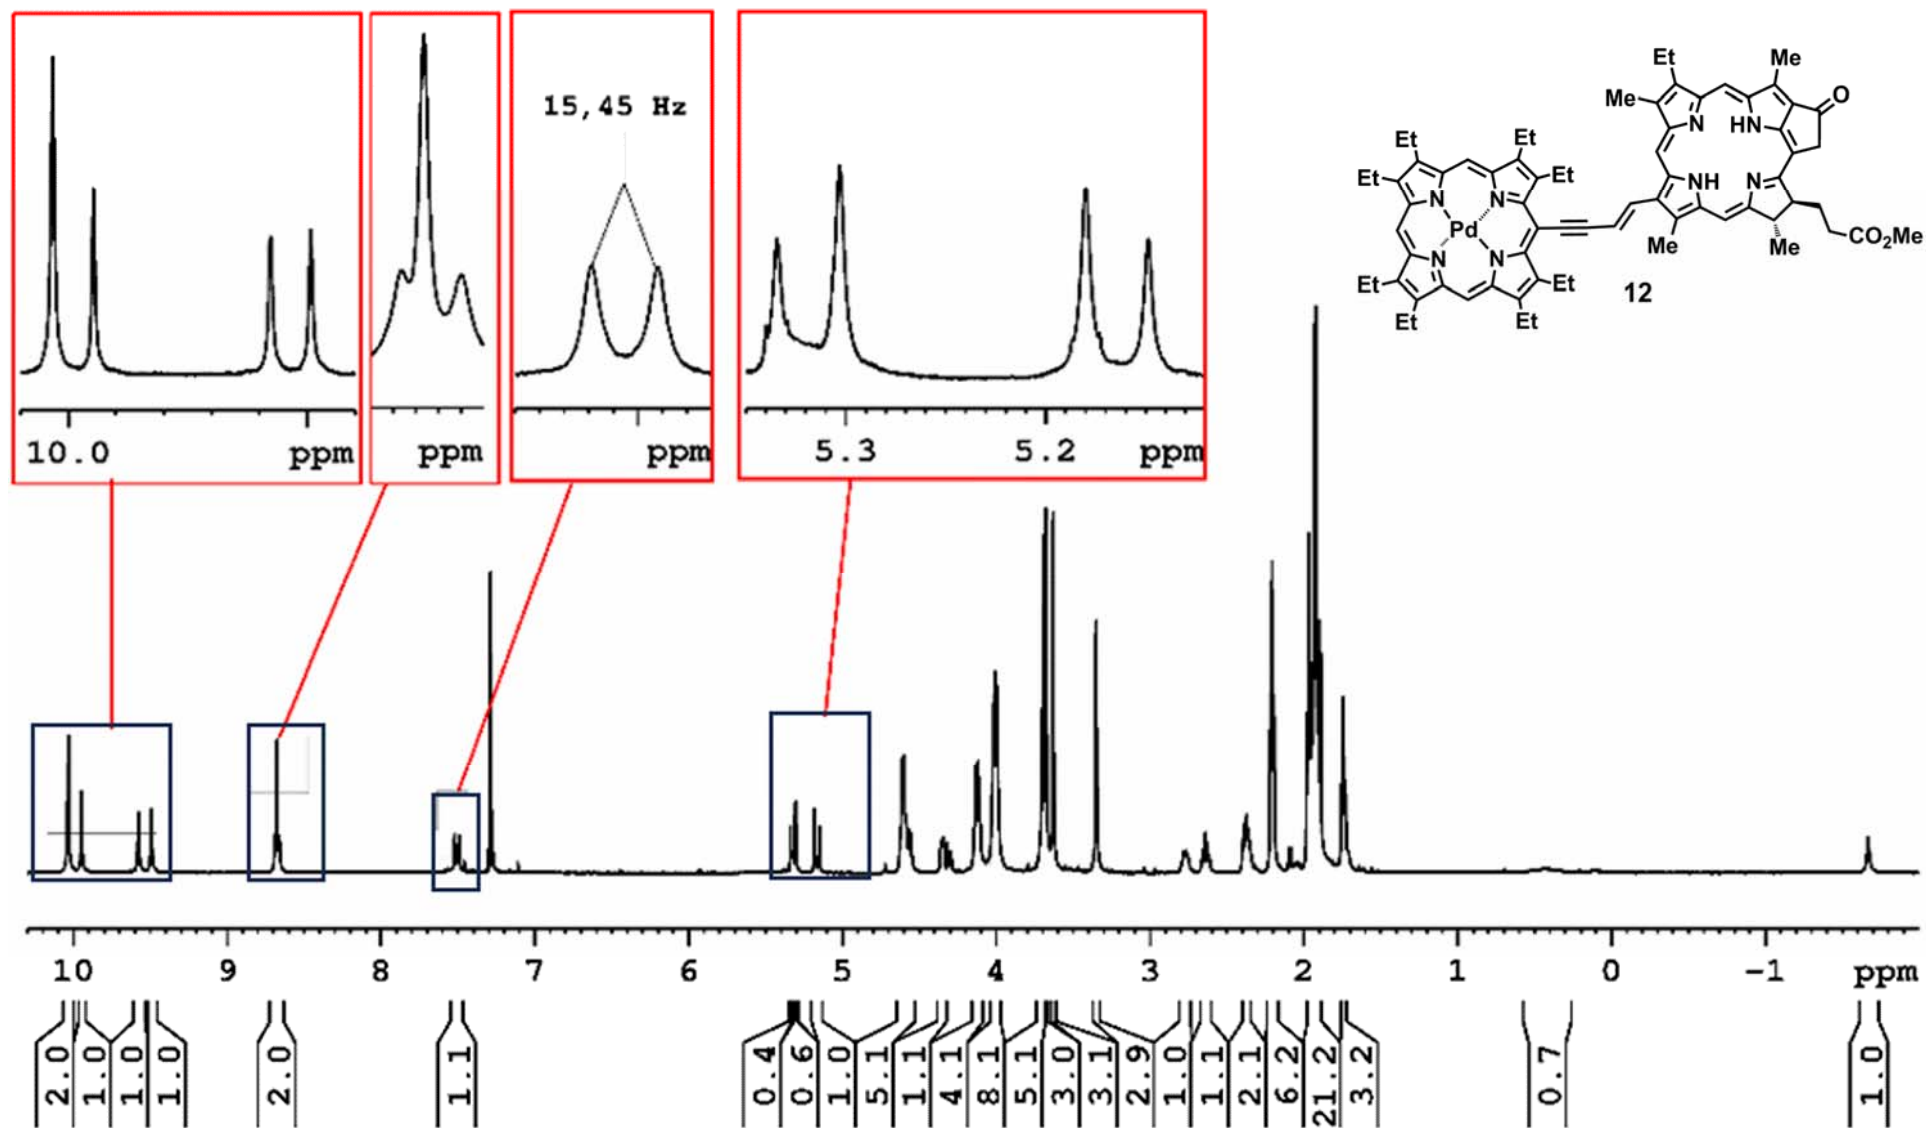 15,45 Hz
10.0 ppm
ppm
ppm
5.3 5.2 ppm
Et Me
Me N HN O
Et Et
Et N N Et NH N
Pd
N N Me Me CO₂Me
Et Et
Et Et
12
10 9 8 7 6 5 4 3 2 1 0 -1 ppm
2.0 1.0 1.0 1.0 2.0 1.1 0.4 0.6 1.0 5.1 1.1 4.1 8.1 5.1 3.0 3.1 2.9 1.0 1.1 2.1 6.2 21.2 3.2 0.7 1.0